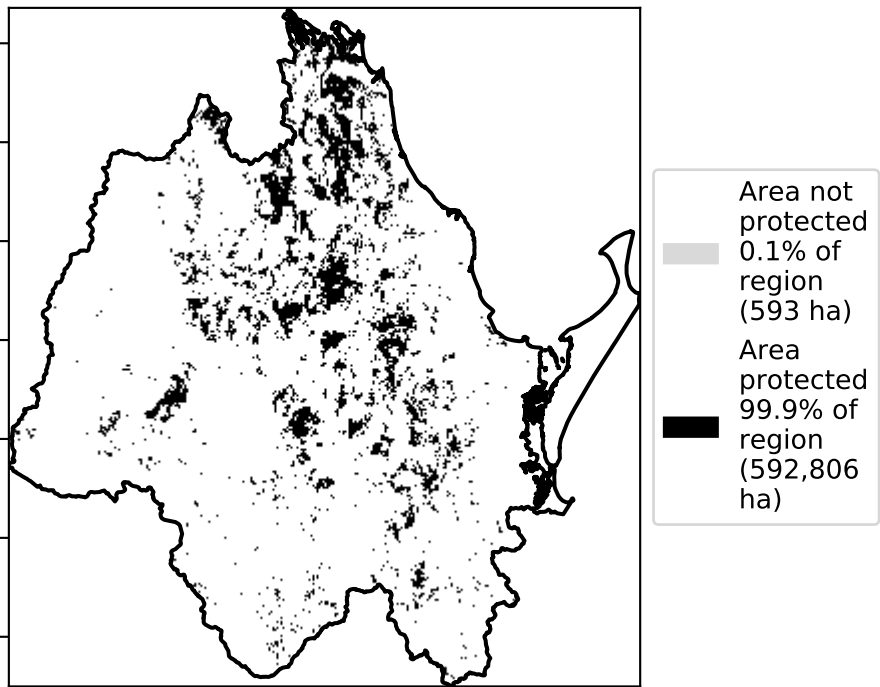 Area not
protected
0.1% of
region
(593 ha)
Area
protected
99.9% of
region
(592,806
ha)